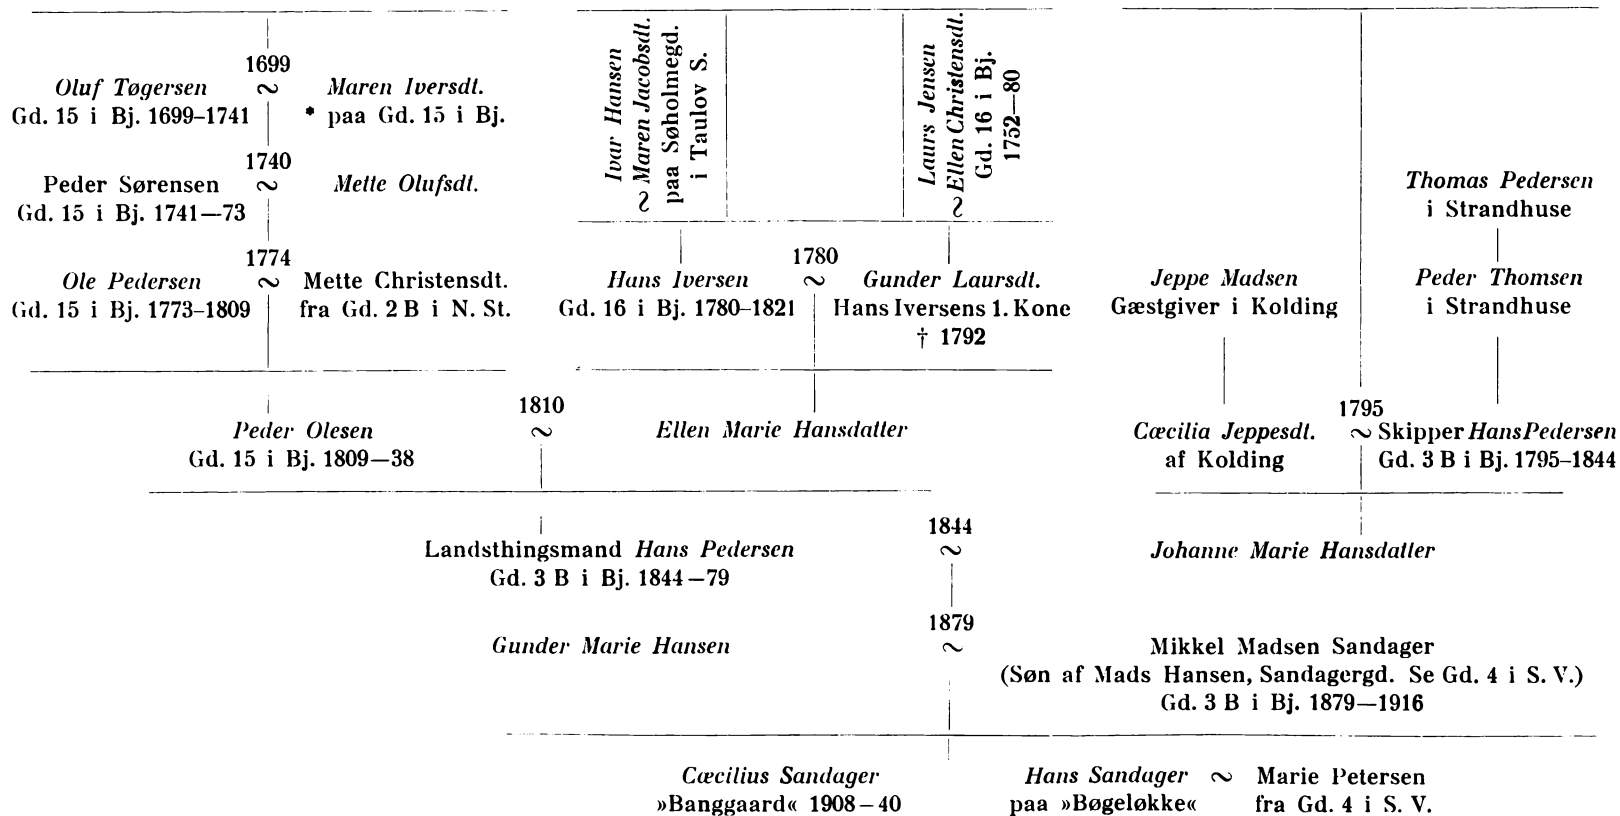 1699
Oluf Tøgersen ~ Maren Iversdt.
Gd. 15 i Bj. 1699–1741 * paa Gd. 15 i Bj.
1740
Peder Sørensen ~ Mette Olufsdt.
Gd. 15 i Bj. 1741—73
1774
Ole Pedersen ~ Mette Christensdt.
Gd. 15 i Bj. 1773–1809 fra Gd. 2 B i N. St.
Ivar Hansen
~ Maren Jacobsdt.
paa Søholmegd.
i Taulov S.
Laurs Jensen
~ Ellen Christensdt.
Gd. 16 i Bj.
1752—80
1780
Hans Iversen ~ Gunder Laursdt.
Gd. 16 i Bj. 1780–1821 Hans Iversens 1. Kone
† 1792
Thomas Pedersen
i Strandhuse
Jeppe Madsen Peder Thomsen
Gæstgiver i Kolding i Strandhuse
1810
Peder Olesen ~ Ellen Marie Hansdatter
Gd. 15 i Bj. 1809—38
1795
Cæcilia Jeppesdt. ~ Skipper Hans Pedersen
af Kolding Gd. 3 B i Bj. 1795–1844
1844
Landsthingsmand Hans Pedersen ~ Johanne Marie Hansdatter
Gd. 3 B i Bj. 1844—79
1879
Gunder Marie Hansen ~ Mikkel Madsen Sandager
(Søn af Mads Hansen, Sandagergd. Se Gd. 4 i S. V.)
Gd. 3 B i Bj. 1879—1916
Cæcilius Sandager Hans Sandager ~ Marie Petersen
»Banggaard« 1908–40 paa »Bøgeløkke« fra Gd. 4 i S. V.